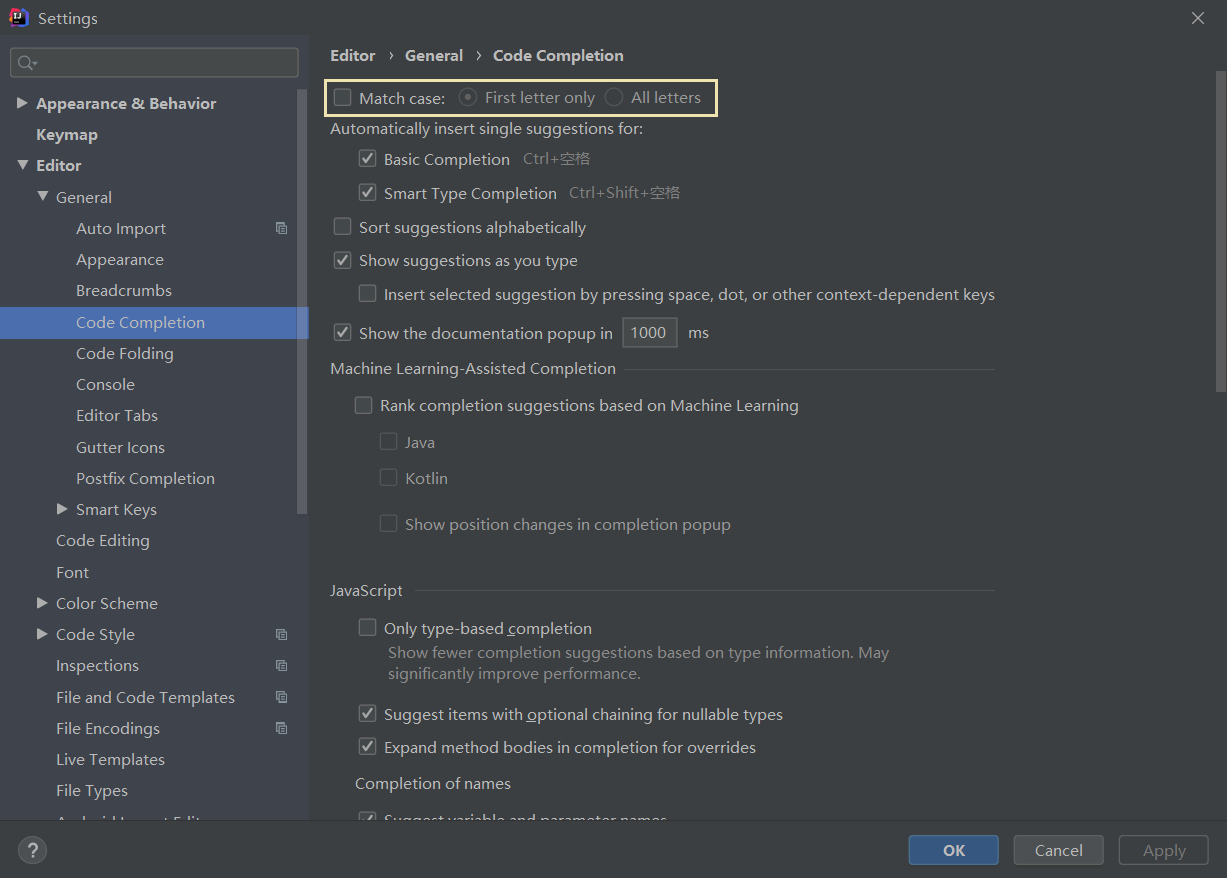 Settings
Appearance & Behavior
Keymap
Editor
General
Auto Import
Appearance
Breadcrumbs
Code Completion
Code Folding
Console
Editor Tabs
Gutter Icons
Postfix Completion
Smart Keys
Code Editing
Font
Color Scheme
Code Style
Inspections
File and Code Templates
File Encodings
Live Templates
File Types
Editor › General › Code Completion
Match case: First letter only All letters
Automatically insert single suggestions for:
Basic Completion Ctrl+空格
Smart Type Completion Ctrl+Shift+空格
Sort suggestions alphabetically
Show suggestions as you type
Insert selected suggestion by pressing space, dot, or other context-dependent keys
Show the documentation popup in 1000 ms
Machine Learning-Assisted Completion
Rank completion suggestions based on Machine Learning
Java
Kotlin
Show position changes in completion popup
JavaScript
Only type-based completion
Show fewer completion suggestions based on type information. May
significantly improve performance.
Suggest items with optional chaining for nullable types
Expand method bodies in completion for overrides
Completion of names
Suggest variable and parameter names
? OK Cancel Apply